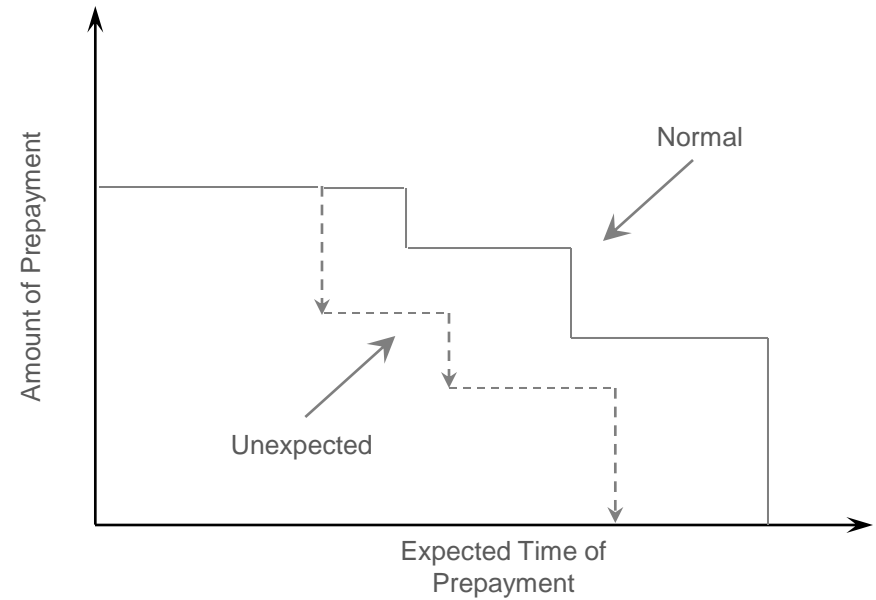 Normal
Amount of Prepayment
Unexpected
Expected Time of
Prepayment